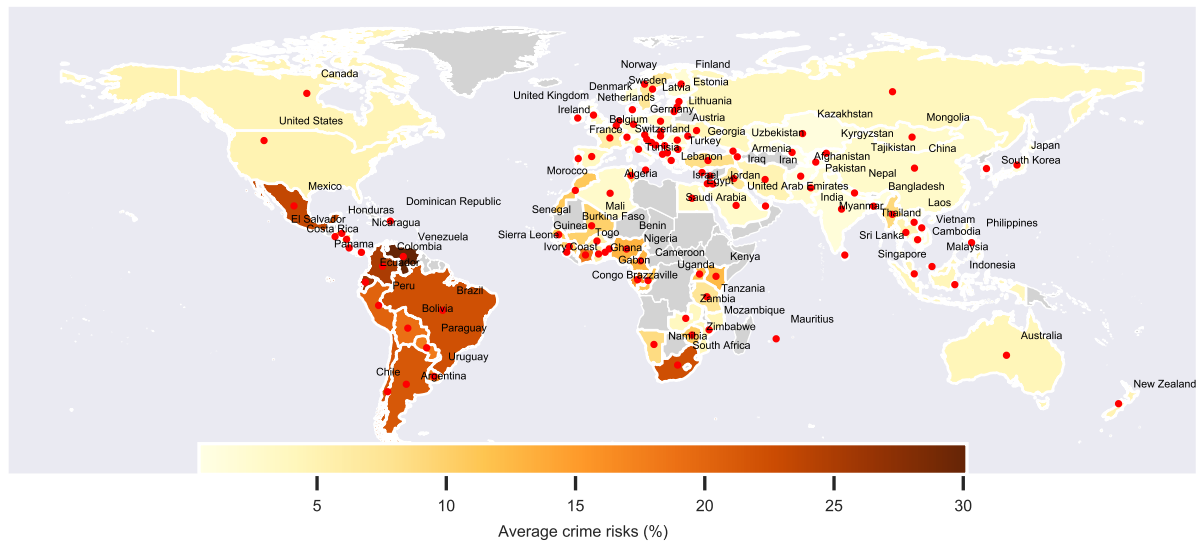 Norway
Finland
Canada
Sweden
Estonia
Denmark
Latvia
United Kingdom
Netherlands
Lithuania
Ireland
Germany
Kazakhstan
Mongolia
United States
Belgium
Austria
France
Switzerland
Georgia
Uzbekistan
Kyrgyzstan
Turkey
Tajikistan
China
Japan
Tunisia
Armenia
Lebanon
Iraq
Iran
Afghanistan
South Korea
Morocco
Algeria
Israel
Jordan
Pakistan
Nepal
Egypt
United Arab Emirates
Bangladesh
Mexico
Saudi Arabia
India
Dominican Republic
Mali
Myanmar
Laos
Honduras
Senegal
El Salvador
Burkina Faso
Thailand
Nicaragua
Guinea
Benin
Vietnam
Philippines
Costa Rica
Sierra Leone
Togo
Sri Lanka
Cambodia
Venezuela
Nigeria
Panama
Colombia
Ivory Coast
Ghana
Malaysia
Cameroon
Kenya
Singapore
Ecuador
Gabon
Uganda
Indonesia
Congo Brazzaville
Peru
Brazil
Tanzania
Zambia
Bolivia
Mozambique
Mauritius
Paraguay
Zimbabwe
Namibia
Australia
South Africa
Uruguay
Chile
Argentina
New Zealand
5 10 15 20 25 30
Average crime risks (%)